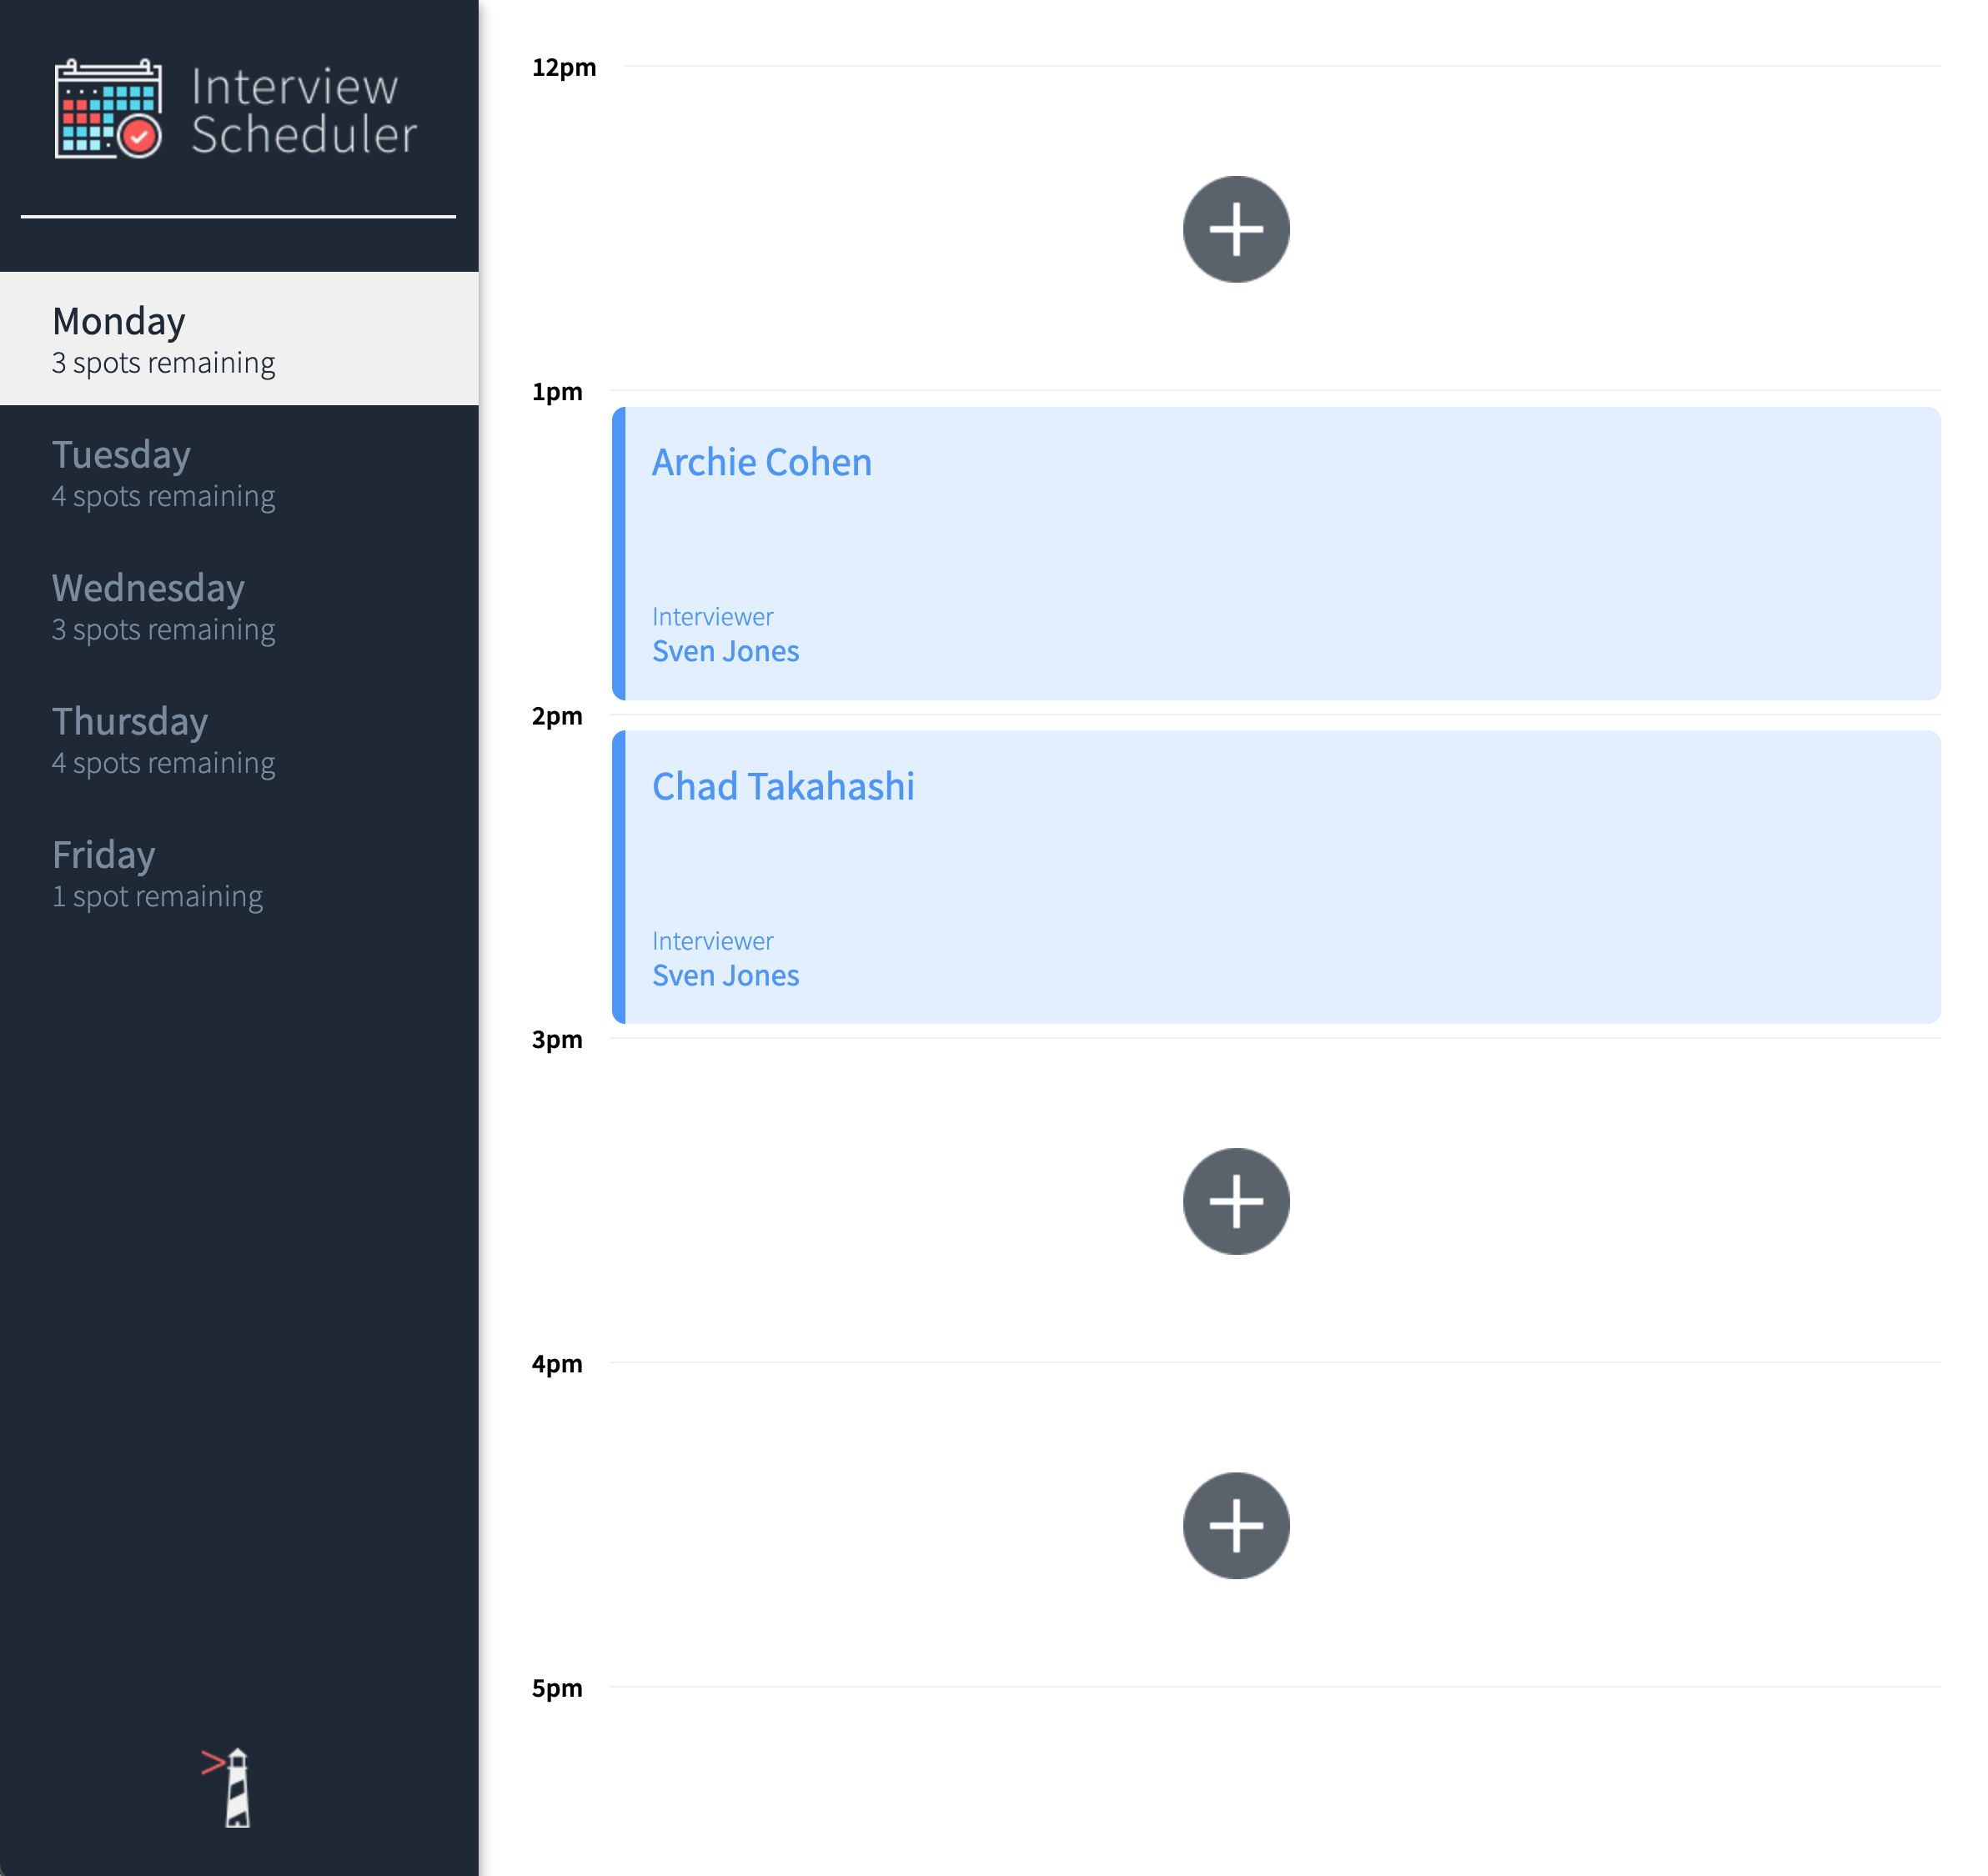 Interview
Scheduler
Monday
3 spots remaining
Tuesday
4 spots remaining
Wednesday
3 spots remaining
Thursday
4 spots remaining
Friday
1 spot remaining
12pm
1pm
Archie Cohen
Interviewer
Sven Jones
2pm
Chad Takahashi
Interviewer
Sven Jones
3pm
4pm
5pm